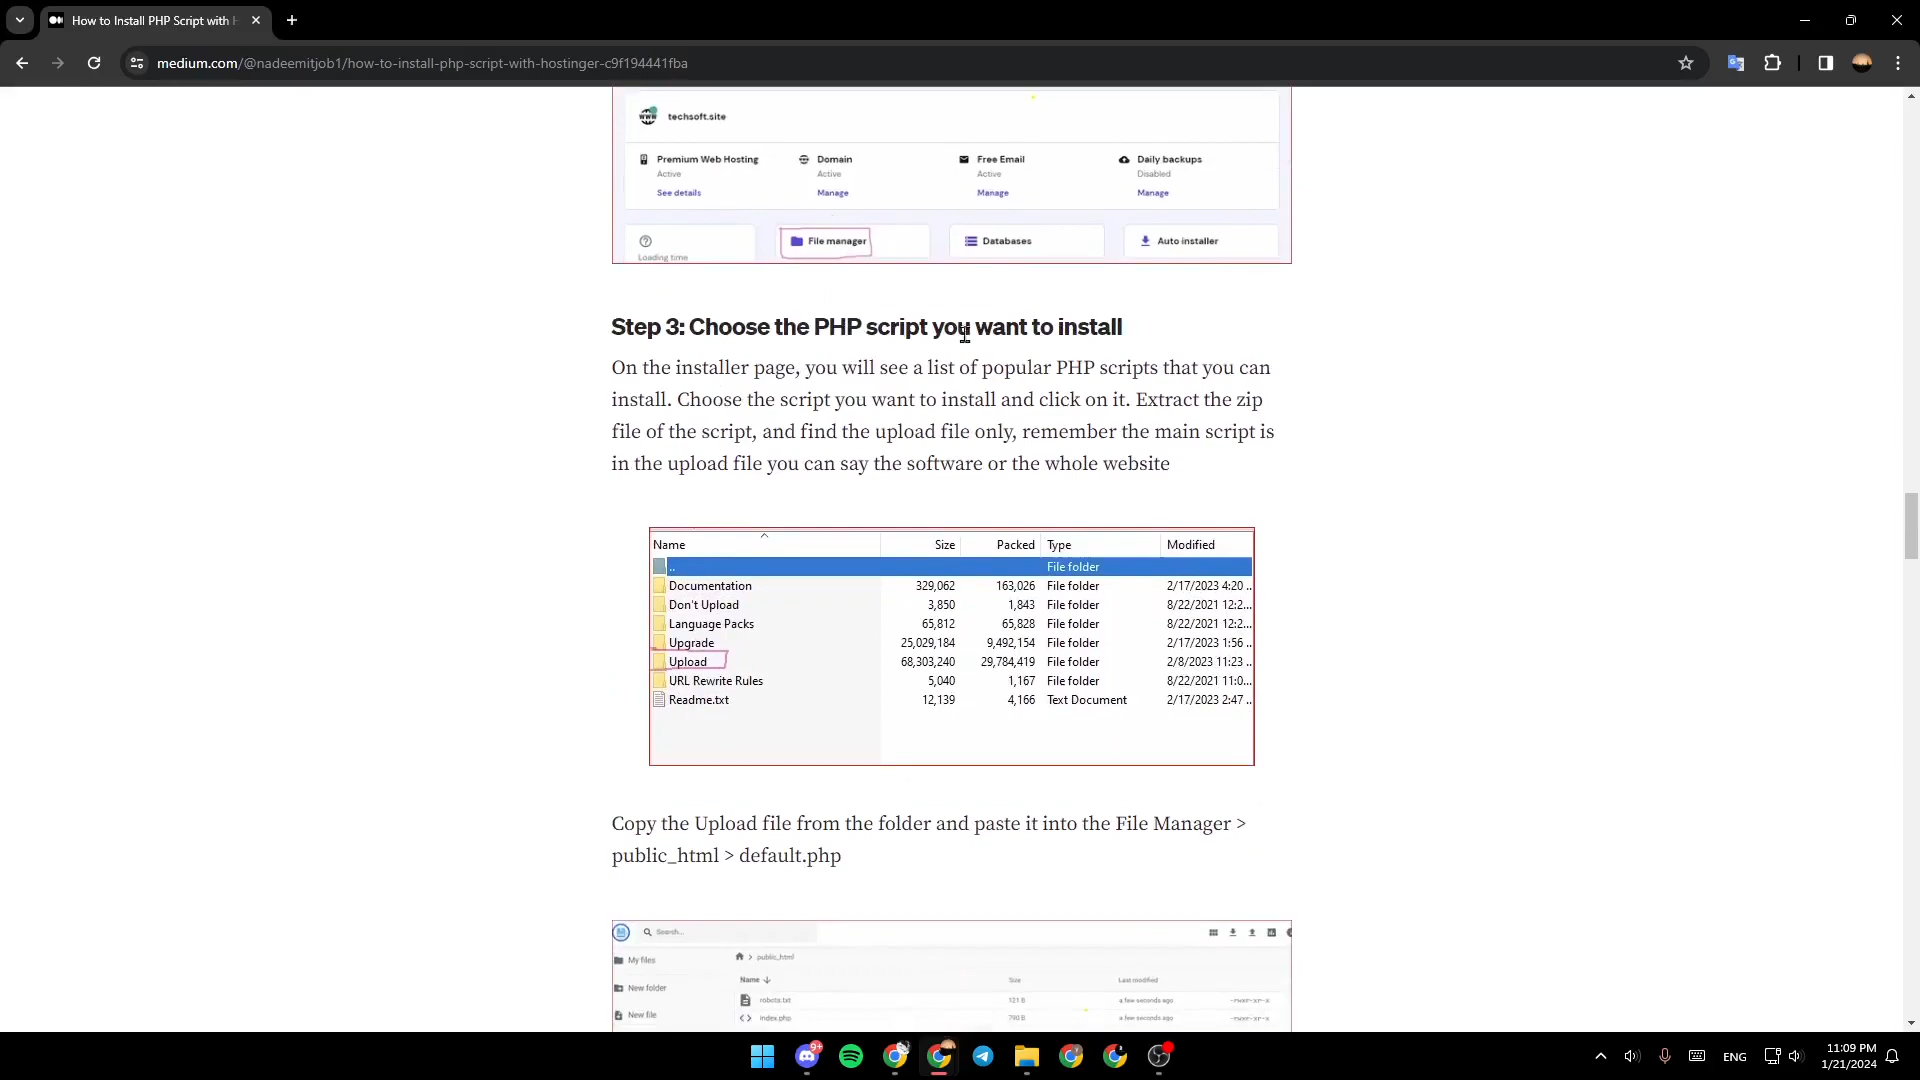 How to Install PHP Script with
medium.com/@nadeemitjob1/how-to-install-php-script-with-hostinger-c9f194441fba
techsoft.site
Premium Web Hosting
Active
See details
Domain
Active
Manage
Free Email
Active
Manage
Daily backups
Disabled
Manage
Loading time
File manager
Databases
Auto installer
Step 3: Choose the PHP script you want to install
On the installer page, you will see a list of popular PHP scripts that you can
install. Choose the script you want to install and click on it. Extract the zip
file of the script, and find the upload file only, remember the main script is
in the upload file you can say the software or the whole website
Name Size Packed Type Modified
.. File folder
Documentation 329,062 163,026 File folder 2/17/2023 4:20 ..
Don't Upload 3,850 1,843 File folder 8/22/2021 12:2...
Language Packs 65,812 65,828 File folder 8/22/2021 12:2...
Upgrade 25,029,184 9,492,154 File folder 2/17/2023 1:56 ..
Upload 68,303,240 29,784,419 File folder 2/8/2023 11:23 ..
URL Rewrite Rules 5,040 1,167 File folder 8/22/2021 11:0...
Readme.txt 12,139 4,166 Text Document 2/17/2023 2:47 ..
Copy the Upload file from the folder and paste it into the File Manager >
public_html > default.php
Search...
My files
New folder
New file
> public_html
Name Size Last modified
robots.txt 121 B a few seconds ago -rwxr-xr-x
index.php 790 B a few seconds ago -rwxr-xr-x
9+
ENG
11:09 PM
1/21/2024